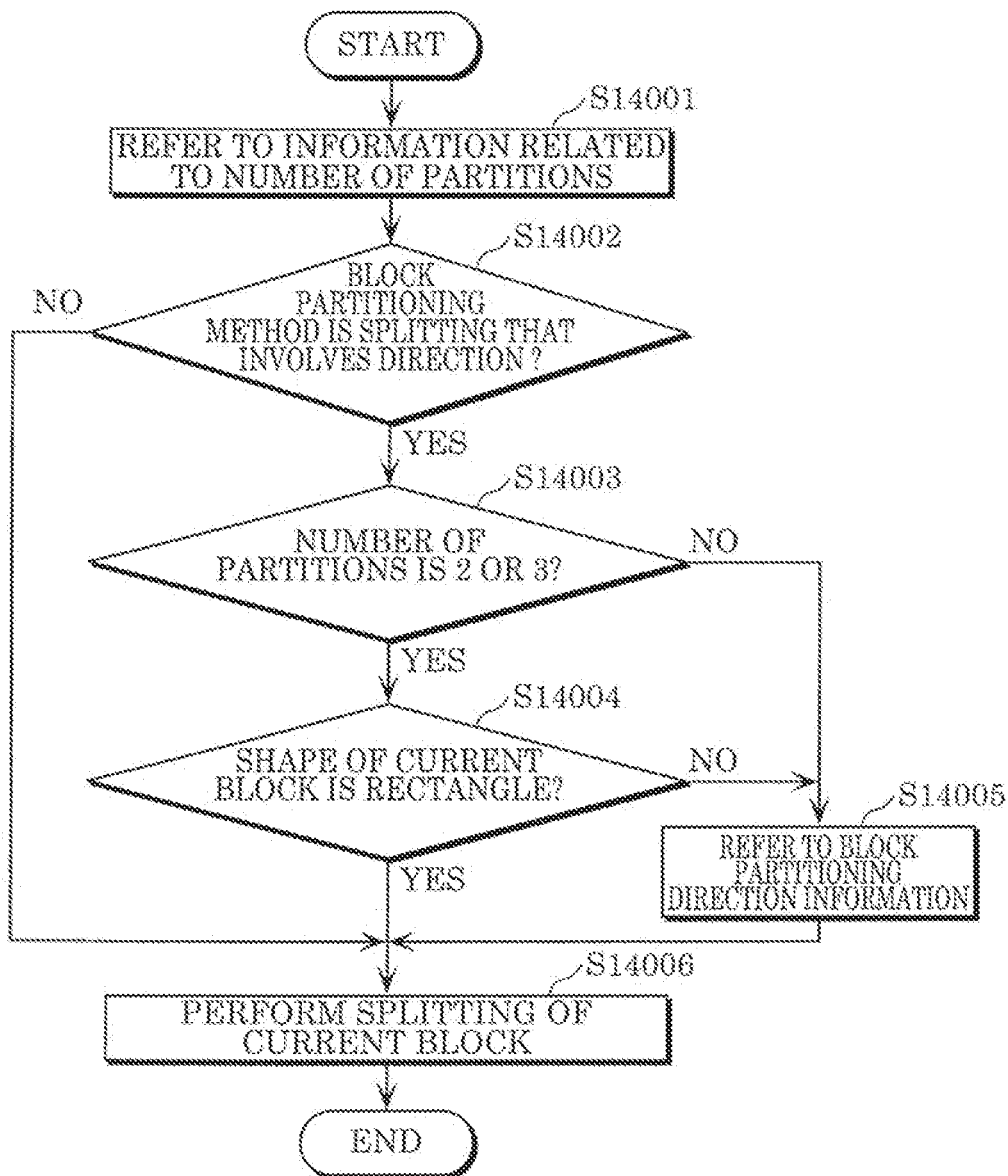 START
S14001
REFER TO INFORMATION RELATED
TO NUMBER OF PARTITIONS
S14002
BLOCK
PARTITIONING
METHOD IS SPLITTING THAT
INVOLVES DIRECTION ?
NO
YES
S14003
NUMBER OF
PARTITIONS IS 2 OR 3?
NO
YES
S14004
SHAPE OF CURRENT
BLOCK IS RECTANGLE?
NO
YES
S14005
REFER TO BLOCK
PARTITIONING
DIRECTION INFORMATION
S14006
PERFORM SPLITTING OF
CURRENT BLOCK
END